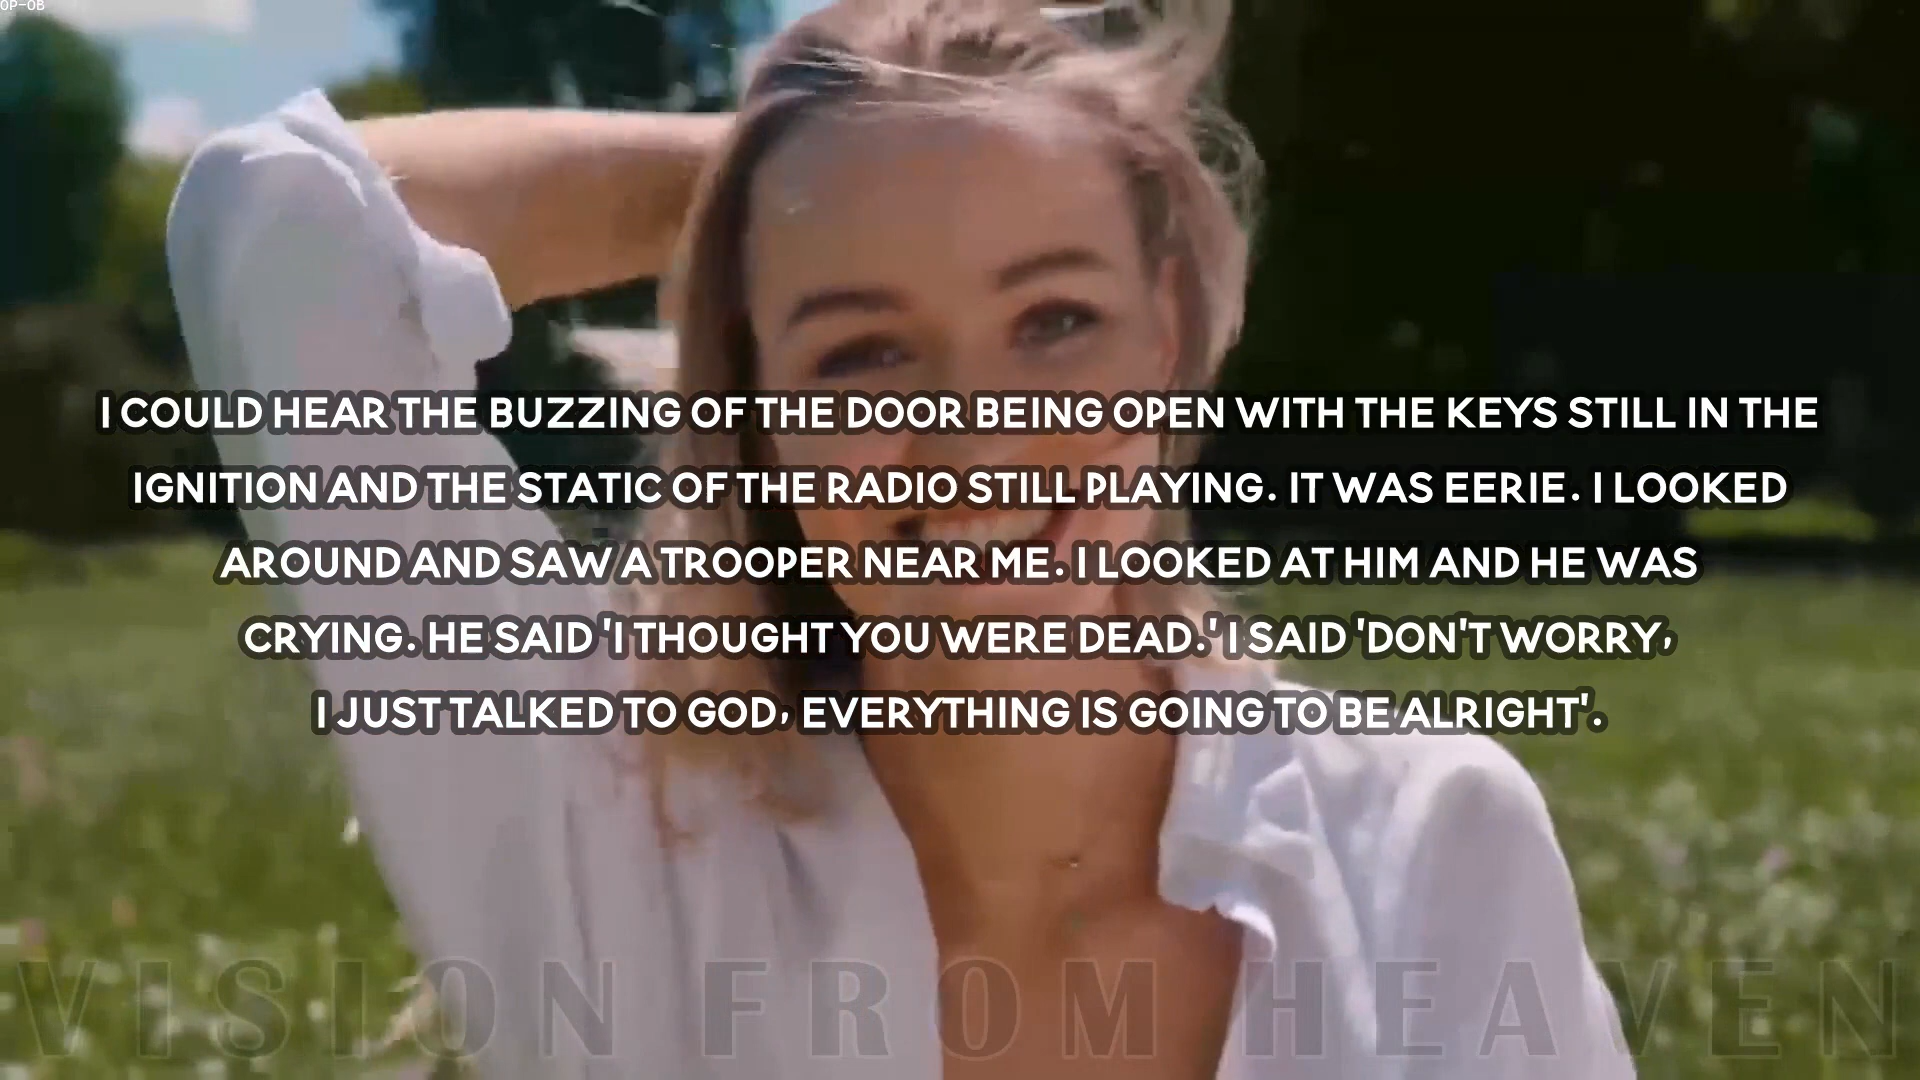 OP-OB
I COULD HEAR THE BUZZING OF THE DOOR BEING OPEN WITH THE KEYS STILL IN THE
IGNITION AND THE STATIC OF THE RADIO STILL PLAYING. IT WAS EERIE. I LOOKED
AROUND AND SAW A TROOPER NEAR ME. I LOOKED AT HIM AND HE WAS
CRYING. HE SAID 'I THOUGHT YOU WERE DEAD.' I SAID 'DON'T WORRY,
I JUST TALKED TO GOD, EVERYTHING IS GOING TO BE ALRIGHT'.
VISION FROM HEAVEN